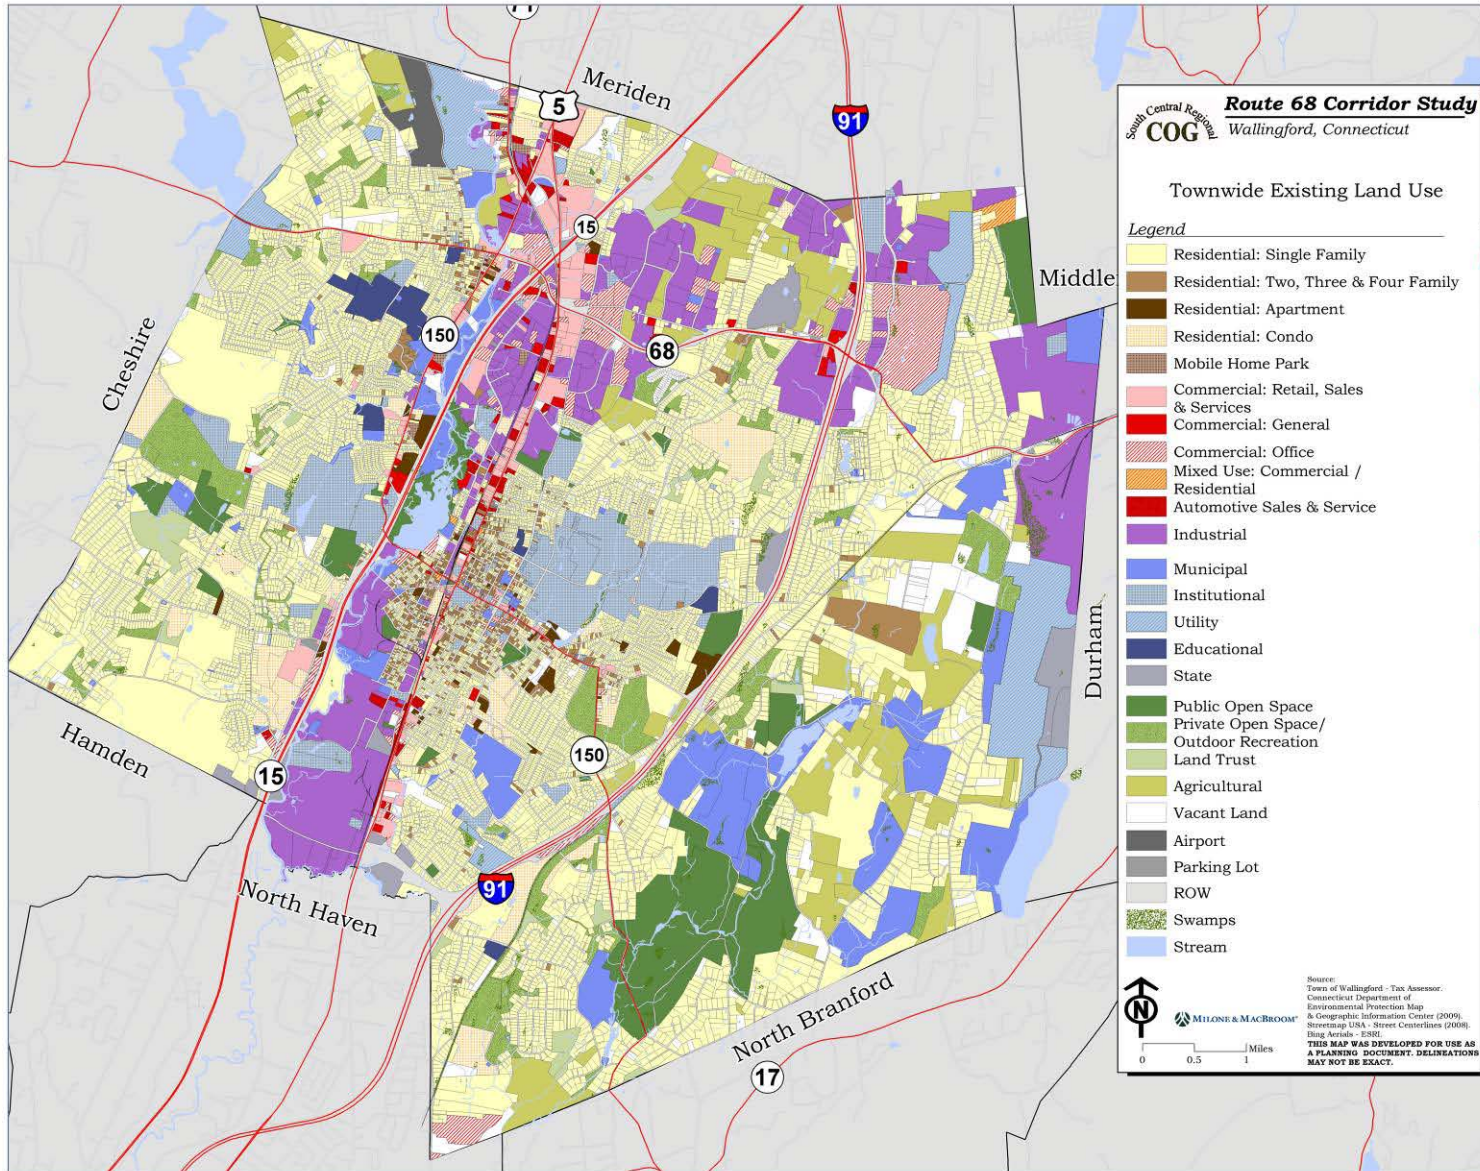 71
Meriden
5
91
15
Cheshire
150
68
Middle
Durham
Hamden
15
150
91
North Haven
North Branford
17
South Central Regional
COG
Route 68 Corridor Study
Wallingford, Connecticut
Townwide Existing Land Use
Legend
Residential: Single Family
Residential: Two, Three & Four Family
Residential: Apartment
Residential: Condo
Mobile Home Park
Commercial: Retail, Sales
& Services
Commercial: General
Commercial: Office
Mixed Use: Commercial /
Residential
Automotive Sales & Service
Industrial
Municipal
Institutional
Utility
Educational
State
Public Open Space
Private Open Space/
Outdoor Recreation
Land Trust
Agricultural
Vacant Land
Airport
Parking Lot
ROW
Swamps
Stream
N
MILONE & MACBROOM
0 0.5 1 Miles
Source:
Town of Wallingford - Tax Assessor.
Connecticut Department of
Environmental Protection Map
& Geographic Information Center (2009).
Streetmap USA - Street Centerlines (2008).
Bing Aerials - ESRI.
THIS MAP WAS DEVELOPED FOR USE AS
A PLANNING DOCUMENT. DELINEATIONS
MAY NOT BE EXACT.